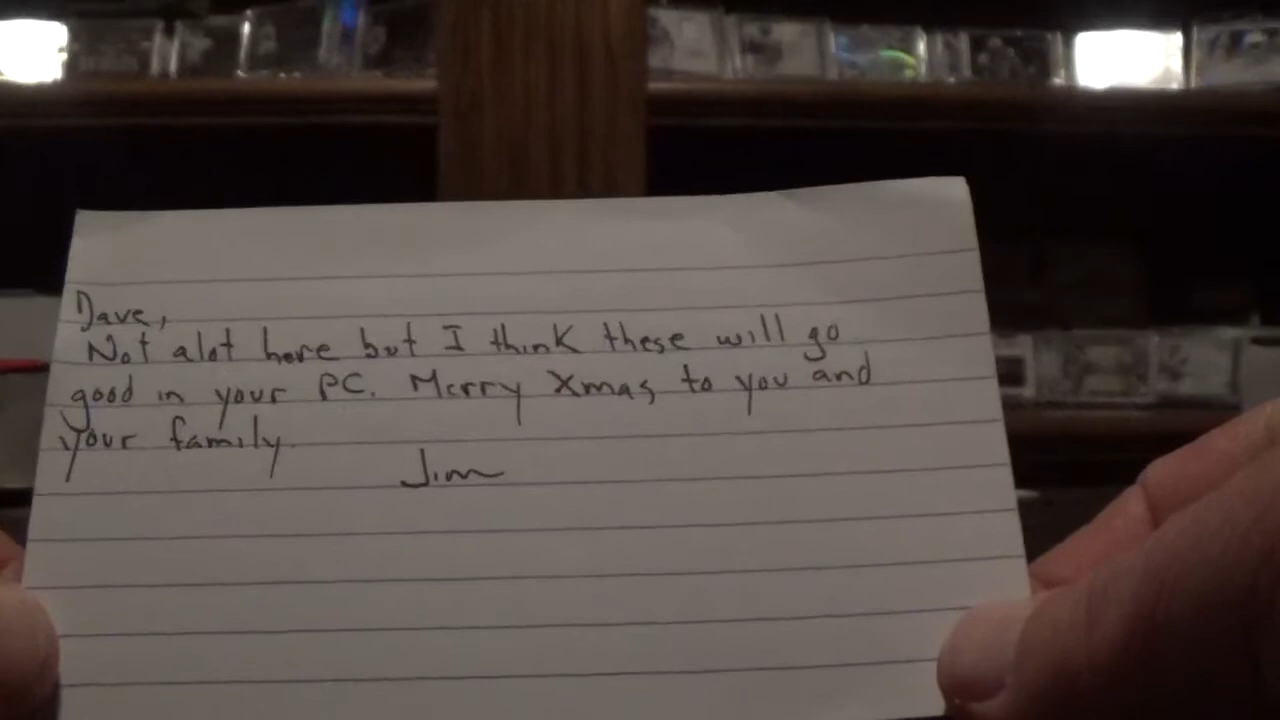 Dave,
Not alot here but I think these will go
good in your PC. Merry Xmas to you and
your family.
Jim